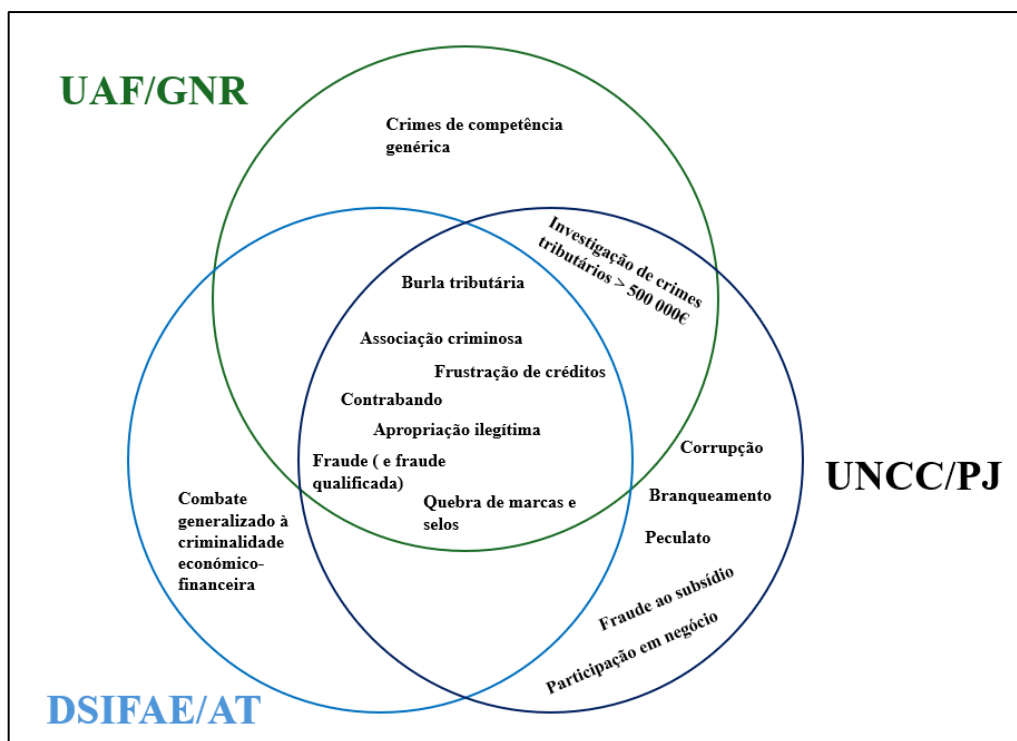 UAF/GNR
Crimes de competência
genérica
Investigação de crimes
tributários > 500 000€
Burla tributária
Associação criminosa
Frustração de créditos
Contrabando
Apropriação ilegítima
Fraude ( e fraude
qualificada)
Quebra de marcas e
selos
Corrupção
Branqueamento
Peculato
Fraude ao subsídio
Participação em negócio
UNCC/PJ
Combate
generalizado à
criminalidade
económico-
financeira
DSIFAE/AT